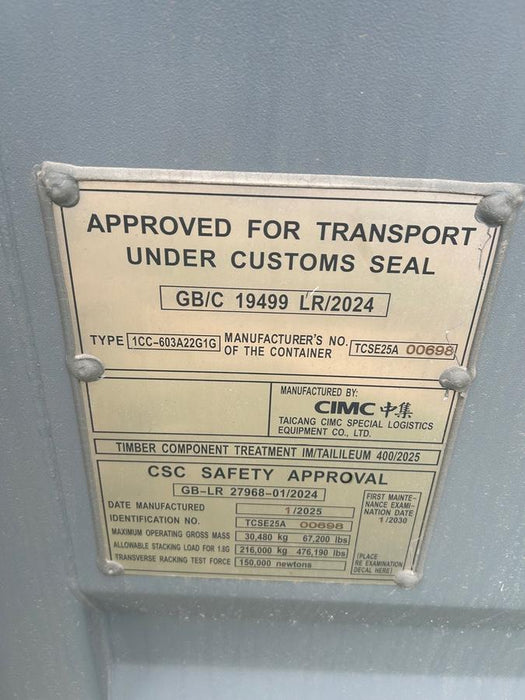 APPROVED FOR TRANSPORT
UNDER CUSTOMS SEAL
GB/C 19499 LR/2024
TYPE 1CC-603A22G1G MANUFACTURER'S NO. OF THE CONTAINER TCSE25A 00698
MANUFACTURED BY:
CIMC 中集
TAICANG CIMC SPECIAL LOGISTICS
EQUIPMENT CO., LTD.
TIMBER COMPONENT TREATMENT IM/TAILILEUM 400/2025
CSC SAFETY APPROVAL
GB-LR 27968-01/2024
DATE MANUFACTURED 1/2025
IDENTIFICATION NO. TCSE25A 00698
MAXIMUM OPERATING GROSS MASS 30,480 kg 67,200 lbs
ALLOWABLE STACKING LOAD FOR 1.8G 216,000 kg 476,190 lbs
TRANSVERSE RACKING TEST FORCE 150,000 newtons
FIRST MAINTE-
NANCE EXAMI-
NATION DATE
1/2030
(PLACE
RE EXAMINATION
DECAL HERE)